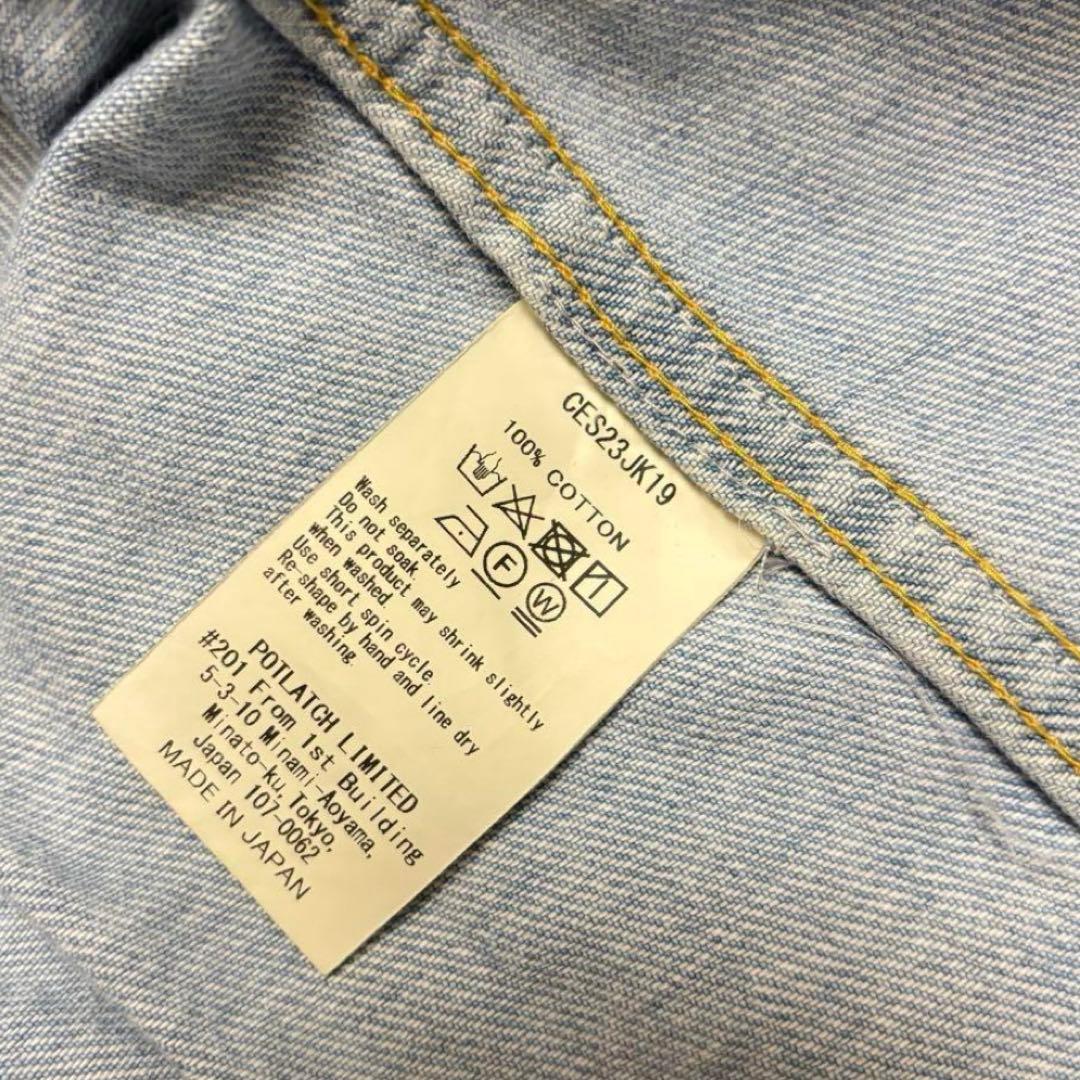 CES23JK19
100% COTTON
F
W
Wash separately
Do not soak.
This product may shrink slightly
when washed.
Use short spin cycle.
Re-shape by hand and line dry
after washing.
POTLATCH LIMITED
#201 From 1st Building
5-3-10 Minami-Aoyama,
Minato-ku, Tokyo,
Japan 107-0062
MADE IN JAPAN